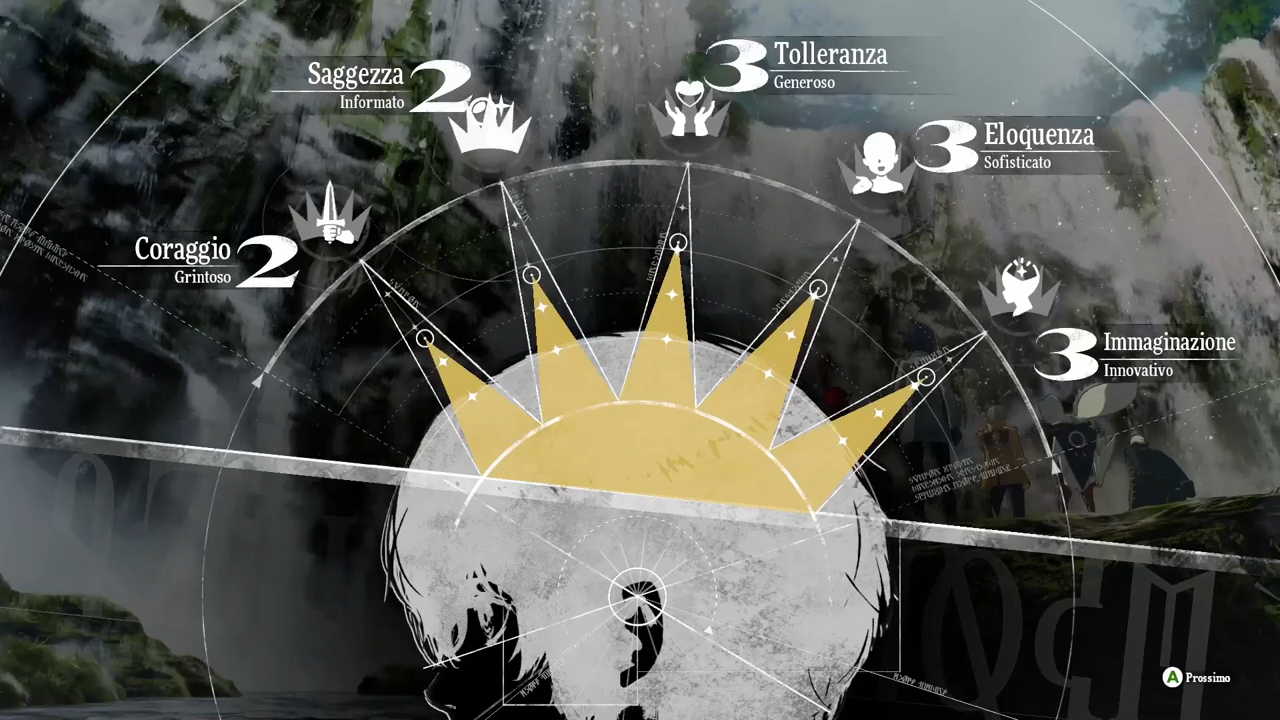 Saggezza 2
Informato
3 Tolleranza
Generoso
3 Eloquenza
Sofisticato
Coraggio 2
Grintoso
3 Immaginazione
Innovativo
A Prossimo